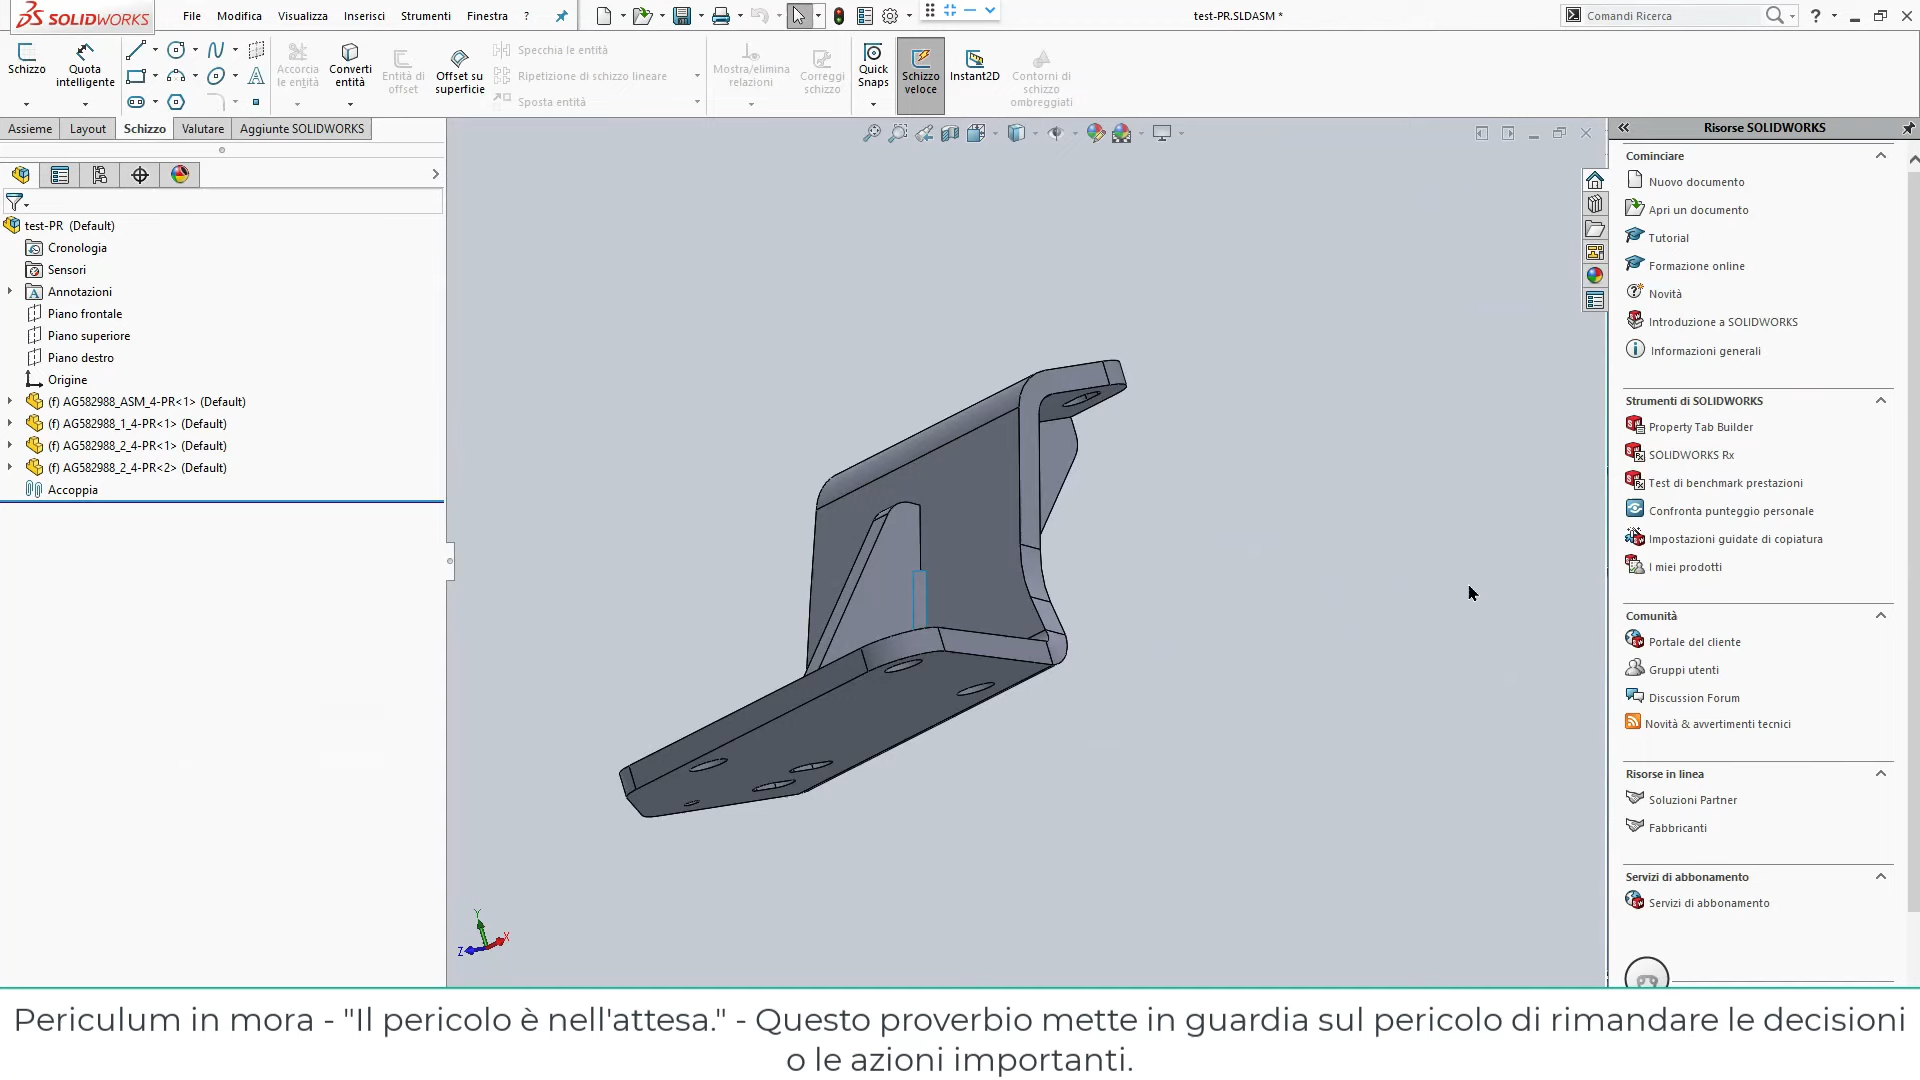 SOLIDWORKS
File Modifica Visualizza Inserisci Strumenti Finestra ?
test-PR.SLDASM *
Comandi Ricerca
Schizzo
Quota intelligente
Accorcia le entità
Converti entità
Entità di offset
Offset su superficie
Specchia le entità
Ripetizione di schizzo lineare
Sposta entità
Mostra/elimina relazioni
Correggi schizzo
Quick Snaps
Schizzo veloce
Instant2D
Contorni di schizzo ombreggiati
Assieme Layout Schizzo Valutare Aggiunte SOLIDWORKS
test-PR (Default)
Cronologia
Sensori
Annotazioni
Piano frontale
Piano superiore
Piano destro
Origine
(f) AG582988_ASM_4-PR<1> (Default)
(f) AG582988_1_4-PR<1> (Default)
(f) AG582988_2_4-PR<1> (Default)
(f) AG582988_2_4-PR<2> (Default)
Accoppia
Y
Z
X
Risorse SOLIDWORKS
Cominciare
Nuovo documento
Apri un documento
Tutorial
Formazione online
Novità
Introduzione a SOLIDWORKS
Informazioni generali
Strumenti di SOLIDWORKS
Property Tab Builder
SOLIDWORKS Rx
Test di benchmark prestazioni
Confronta punteggio personale
Impostazioni guidate di copiatura
I miei prodotti
Comunità
Portale del cliente
Gruppi utenti
Discussion Forum
Novità & avvertimenti tecnici
Risorse in linea
Soluzioni Partner
Fabbricanti
Servizi di abbonamento
Servizi di abbonamento
Periculum in mora - "Il pericolo è nell'attesa." - Questo proverbio mette in guardia sul pericolo di rimandare le decisioni
o le azioni importanti.